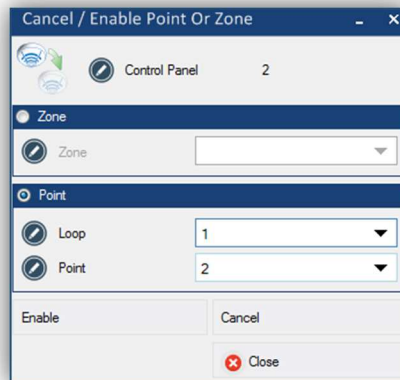 Cancel / Enable Point Or Zone
Control Panel 2
Zone
Zone
Point
Loop 1
Point 2
Enable Cancel
Close